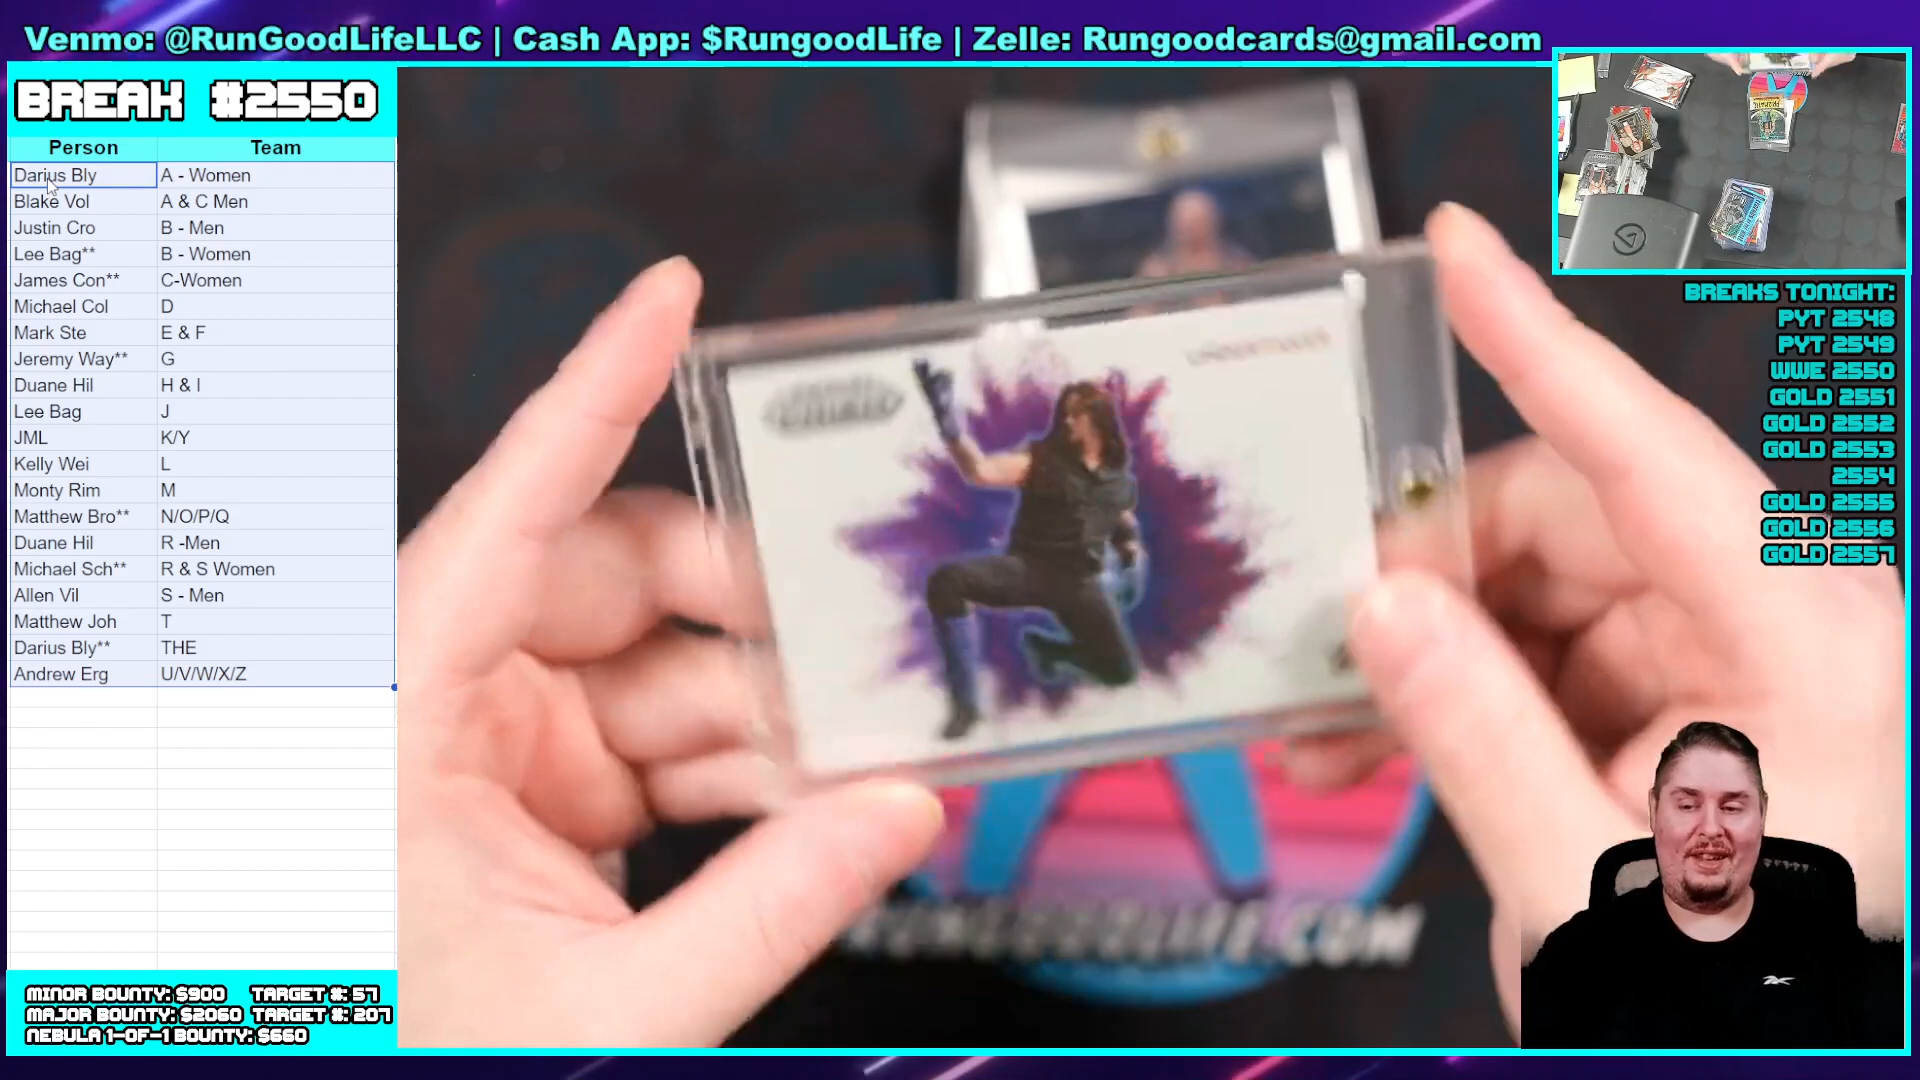 Venmo: @RunGoodLifeLLC | Cash App: $RungoodLife | Zelle: Rungoodcards@gmail.com
BREAK #2550
Person Team
Darius Bly A - Women
Blake Vol A & C Men
Justin Cro B - Men
Lee Bag** B - Women
James Con** C-Women
Michael Col D
Mark Ste E & F
Jeremy Way** G
Duane Hil H & I
Lee Bag J
JML K/Y
Kelly Wei L
Monty Rim M
Matthew Bro** N/O/P/Q
Duane Hil R -Men
Michael Sch** R & S Women
Allen Vil S - Men
Matthew Joh T
Darius Bly** THE
Andrew Erg U/V/W/X/Z
MINOR BOUNTY: $900 TARGET #: 57
MAJOR BOUNTY: $2060 TARGET #: 207
NEBULA 1-OF-1 BOUNTY: $660
UNDERTAKER
RUNGOODLIFE.COM
BREAKS TONIGHT:
PYT 2548
PYT 2549
WWE 2550
GOLD 2551
GOLD 2552
GOLD 2553
2554
GOLD 2555
GOLD 2556
GOLD 2557